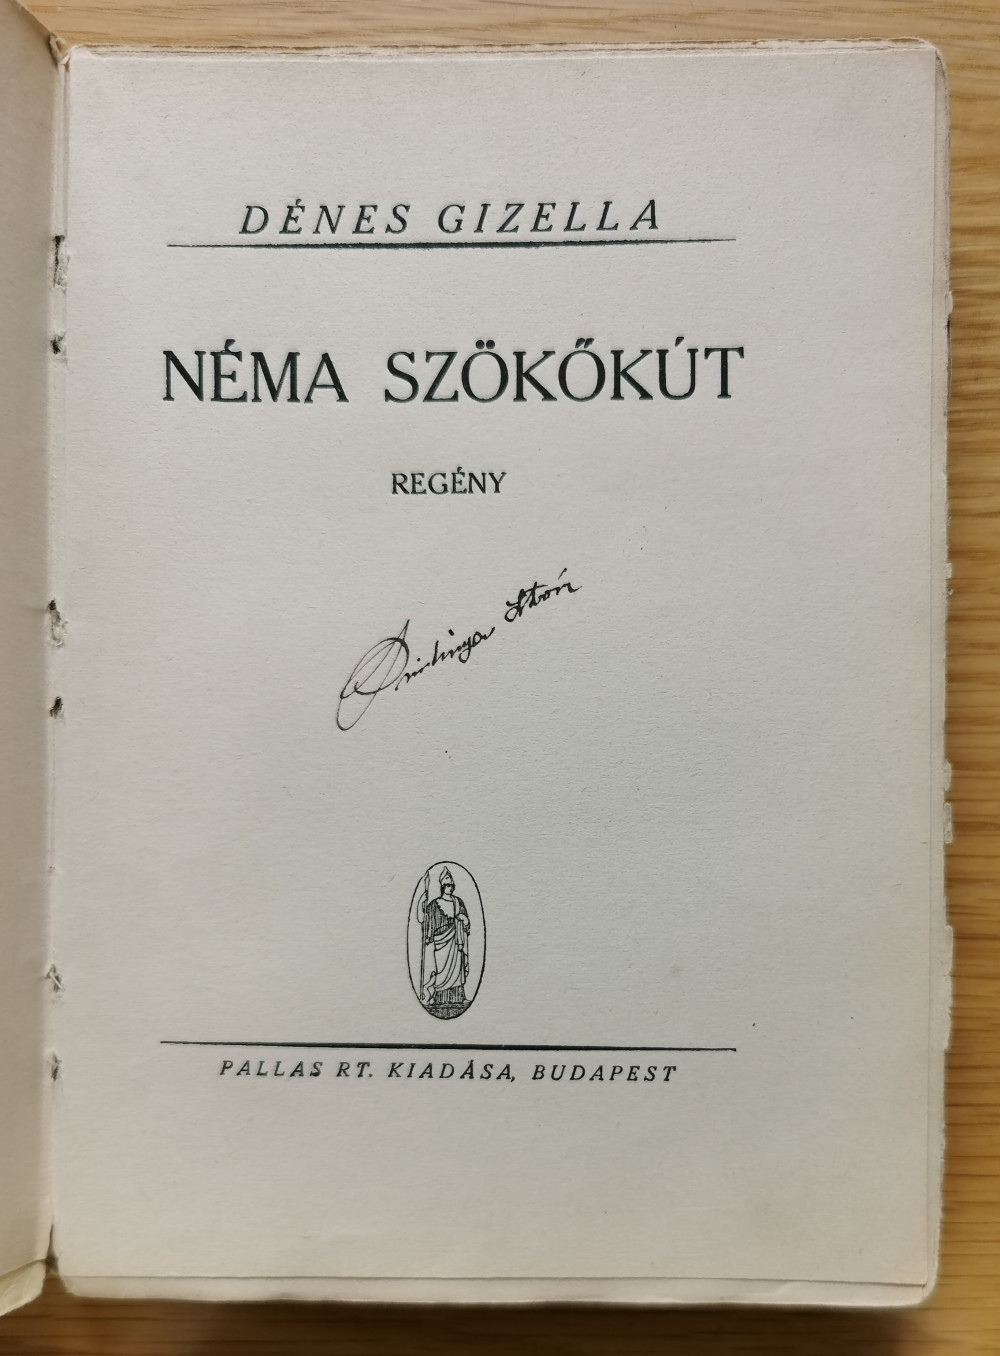 DÉNES GIZELLA
NÉMA SZÖKŐKÚT
REGÉNY
PALLAS RT. KIADÁSA, BUDAPEST